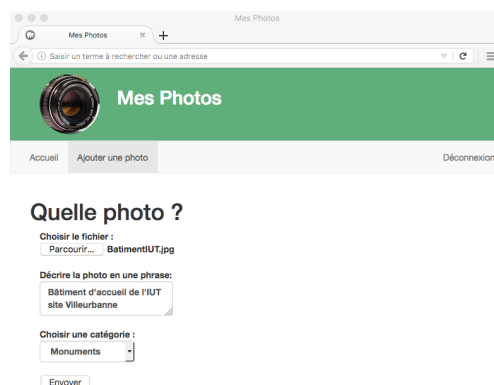 Mes Photos
Mes Photos
Saisir un terme à rechercher ou une adresse
Mes Photos
Accueil Ajouter une photo Déconnexion
Quelle photo ?
Choisir le fichier :
Parcourir... BatimentIUT.jpg
Décrire la photo en une phrase:
Bâtiment d'accueil de l'IUT
site Villeurbanne
Choisir une catégorie :
Monuments
Envoyer